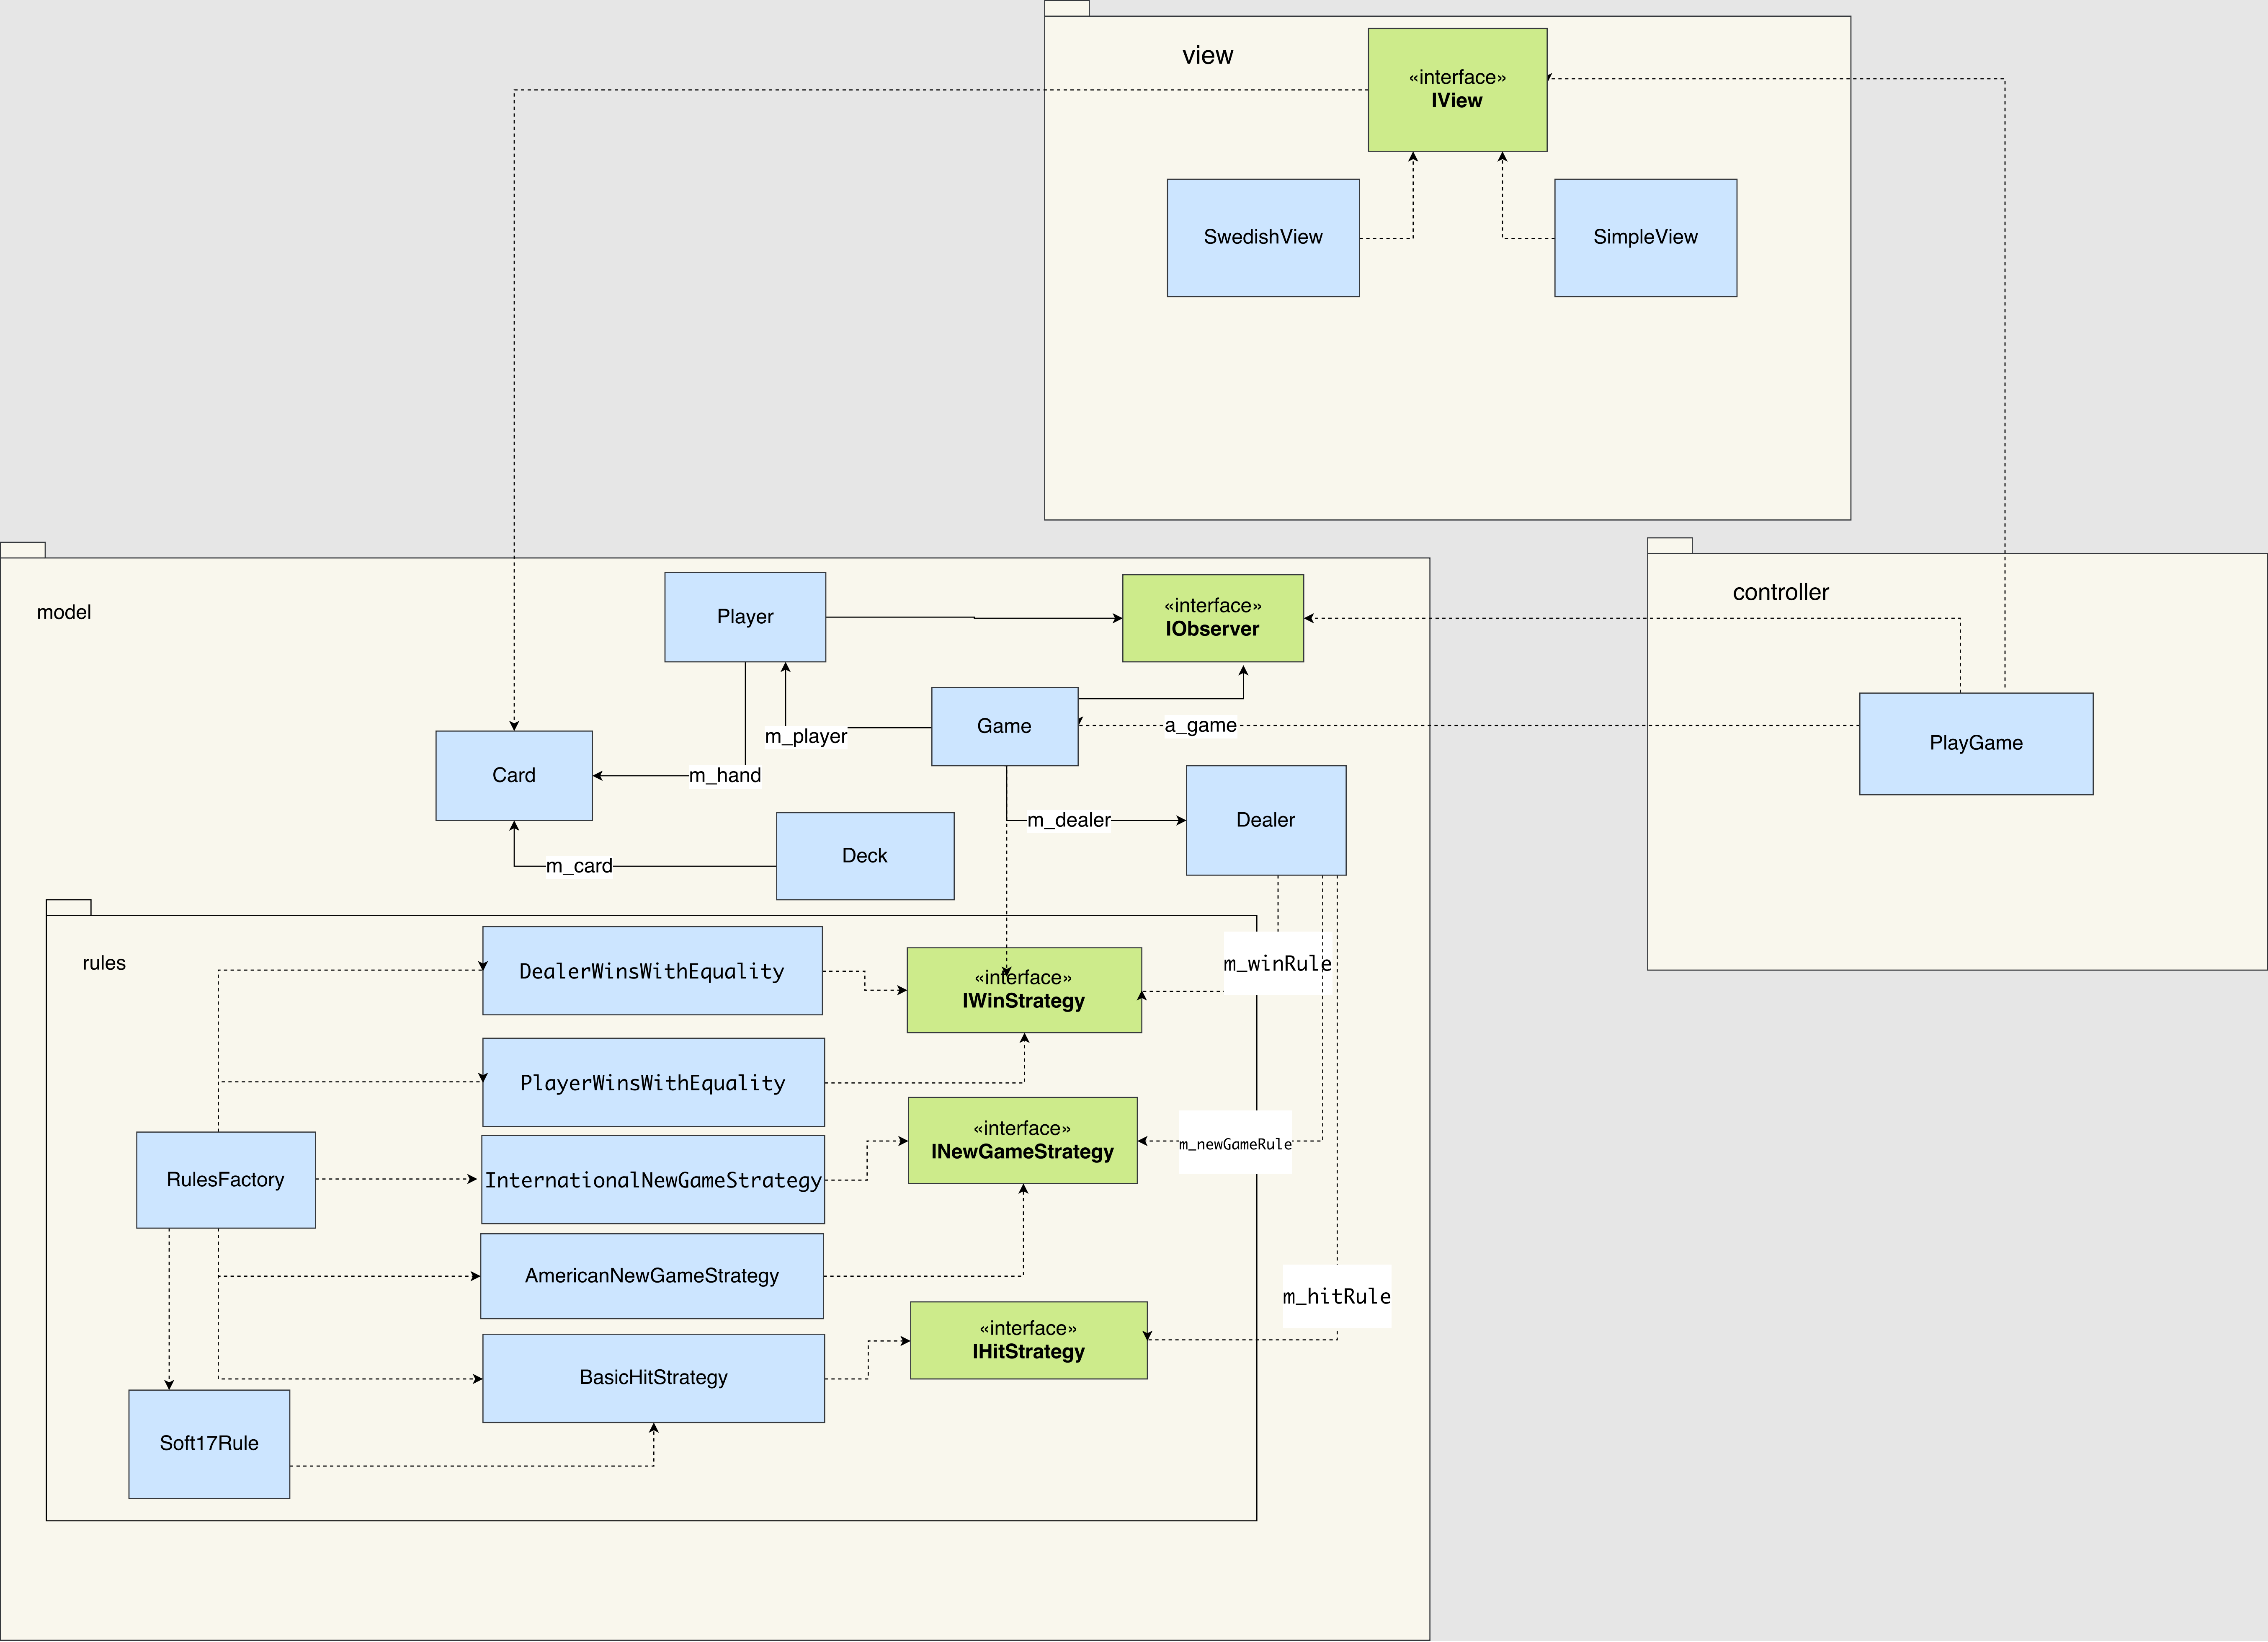 view
«interface»
IView
SwedishView
SimpleView
model
Player
«interface»
IObserver
controller
Game
m_player
a_game
PlayGame
Card
m_hand
m_dealer
Dealer
Deck
m_card
rules
DealerWinsWithEquality
«interface»
IWinStrategy
m_winRule
PlayerWinsWithEquality
«interface»
INewGameStrategy
m_newGameRule
RulesFactory
InternationalNewGameStrategy
AmericanNewGameStrategy
m_hitRule
«interface»
IHitStrategy
BasicHitStrategy
Soft17Rule